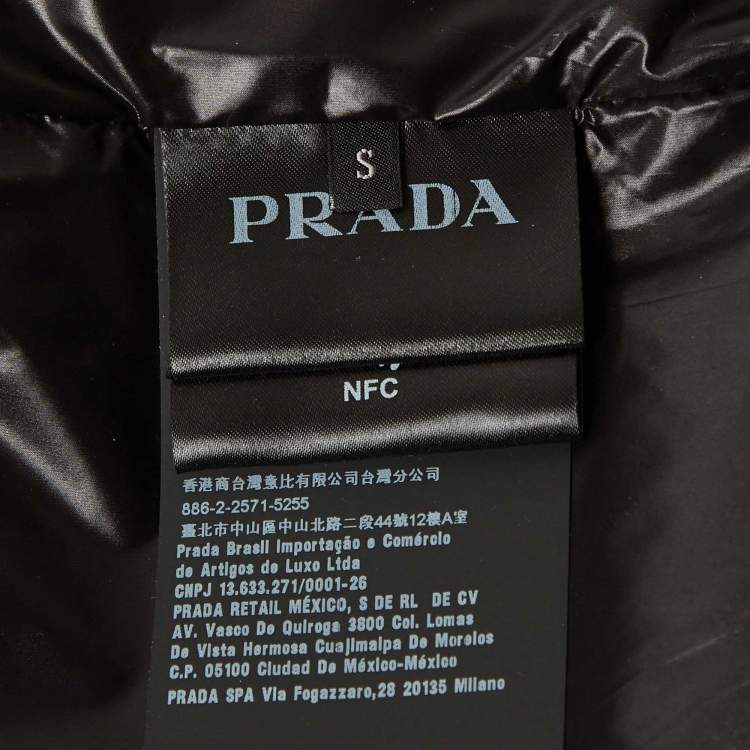 S
PRADA
NFC
香港商台灣意比有限公司台灣分公司
886-2-2571-5255
臺北市中山區中山北路二段44號12樓A室
Prada Brasil Importação e Comércio
de Artigos de Luxo Ltda
CNPJ 13.633.271/0001-26
PRADA RETAIL MÉXICO, S DE RL DE CV
AV. Vasco De Quiroga 3800 Col. Lomas
De Vista Hermosa Cuajimalpa De Morelos
C.P. 05100 Ciudad De México-México
PRADA SPA Via Fogazzaro,28 20135 Milano